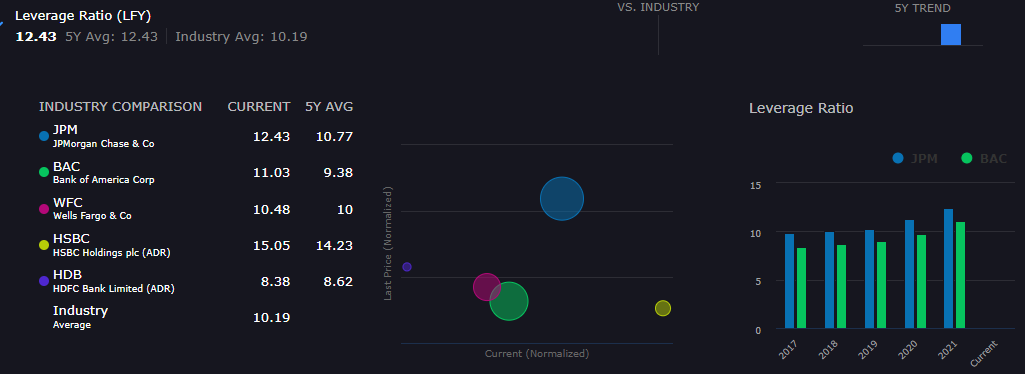 Leverage Ratio (LFY)
12.43 5Y Avg: 12.43 Industry Avg: 10.19
VS. INDUSTRY
5Y TREND
INDUSTRY COMPARISON CURRENT 5Y AVG
JPM
JPMorgan Chase & Co
12.43 10.77
BAC
Bank of America Corp
11.03 9.38
WFC
Wells Fargo & Co
10.48 10
HSBC
HSBC Holdings plc (ADR)
15.05 14.23
HDB
HDFC Bank Limited (ADR)
8.38 8.62
Industry
Average
10.19
Last Price (Normalized)
Current (Normalized)
Leverage Ratio
JPM BAC
15
10
5
0
2017 2018 2019 2020 2021 Current